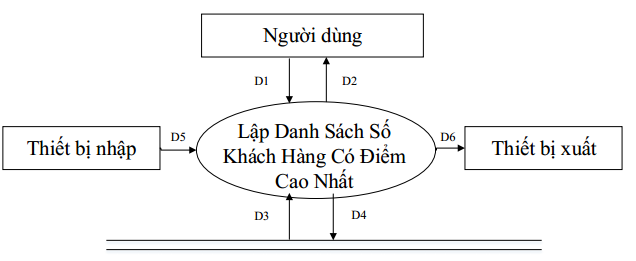 Người dùng
D1
D2
Thiết bị nhập
D5
Lập Danh Sách Số
Khách Hàng Có Điểm
Cao Nhất
D6
Thiết bị xuất
D3
D4